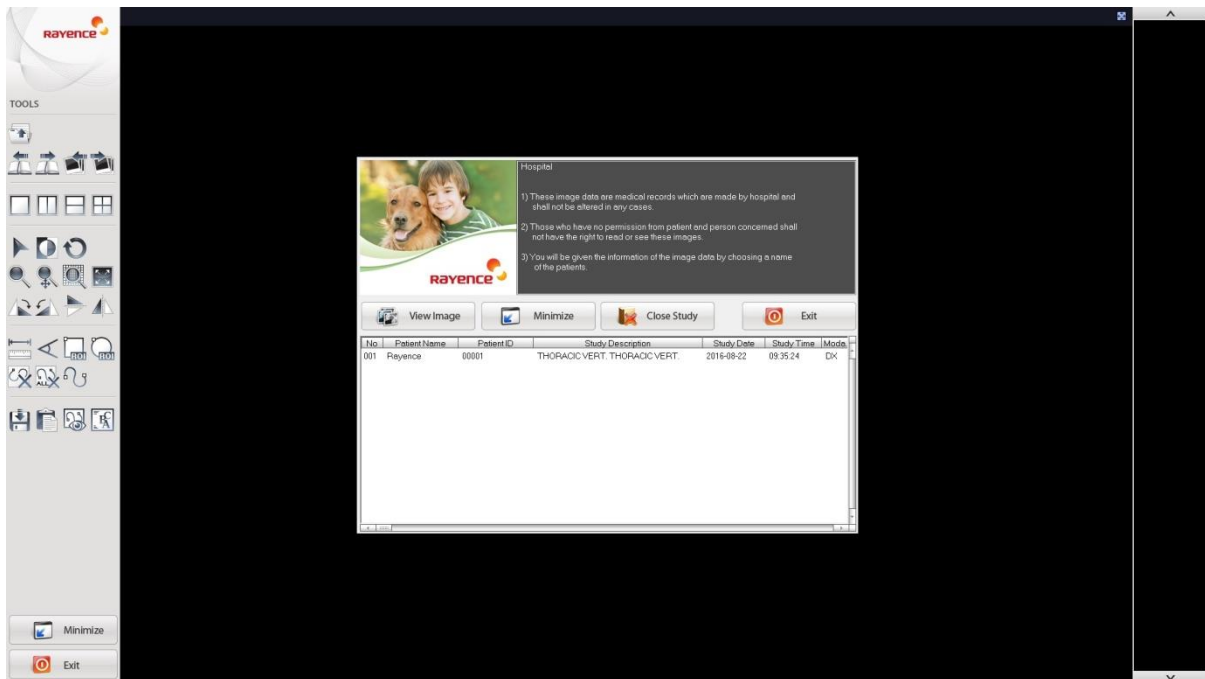 Rayence
TOOLS
Hospital
1) These image data are medical records which are made by hospital and
shall not be altered in any cases.
2) Those who have no permission from patient and person concerned shall
not have the right to read or see these images.
3) You will be given the information of the image data by choosing a name
of the patients.
Rayence
View Image Minimize Close Study Exit
No Patient Name Patient ID Study Description Study Date Study Time Moda.
001 Rayence 00001 THORACIC VERT. THORACIC VERT. 2016-08-22 09:35:24 DX
ROI ROI
ALL
Minimize
Exit